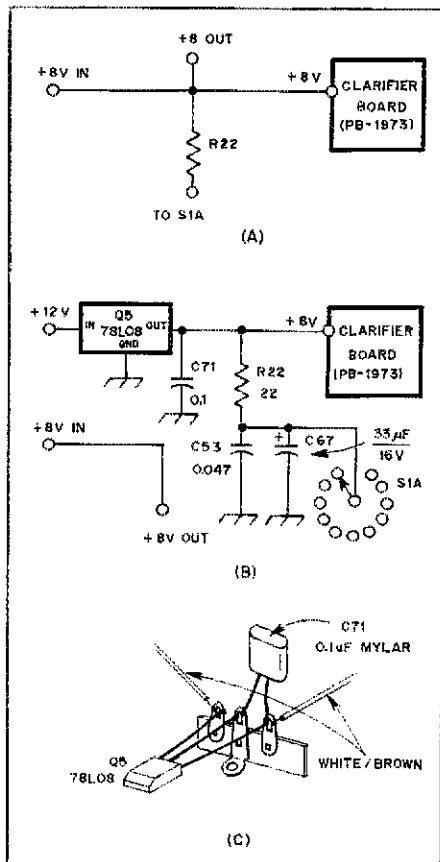 +8 OUT
+8V IN
+8V
CLARIFIER
BOARD
(PB-1973)
R22
TO S1A
(A)
+12V
IN
Q5
78L08
OUT
GND
+8V
CLARIFIER
BOARD
(PB-1973)
C71
0.1
R22
22
+8V IN
C53
0.047
+
C67
33µF
16V
S1A
+8V OUT
(B)
C71
0.1uF MYLAR
Q5
78L08
WHITE/BROWN
(C)